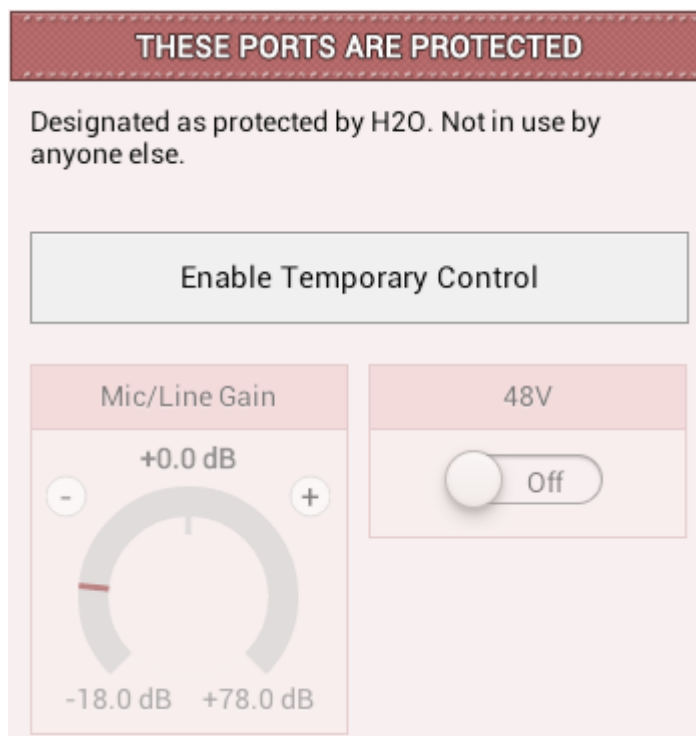 THESE PORTS ARE PROTECTED
Designated as protected by H2O. Not in use by
anyone else.
Enable Temporary Control
Mic/Line Gain
+0.0 dB
-
+
-18.0 dB
+78.0 dB
48V
Off